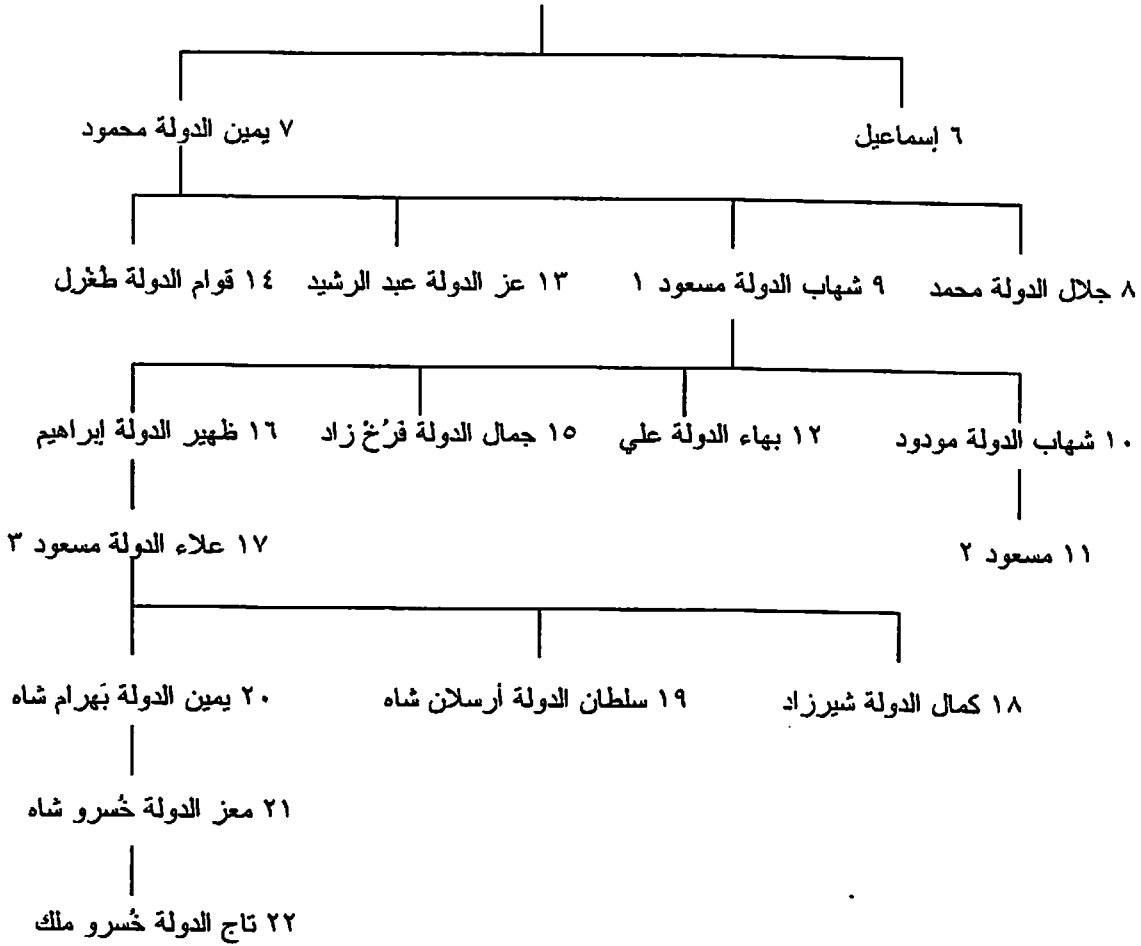 ٦ إسماعيل ٧ يمين الدولة محمود
٨ جلال الدولة محمد ٩ شهاب الدولة مسعود ١ ١٣ عز الدولة عبد الرشيد ١٤ قوام الدولة طُغْرِل
١٠ شهاب الدولة مودود ١٢ بهاء الدولة علي ١٥ جمال الدولة فَرُخْ زاد ١٦ ظهير الدولة إبراهيم
١١ مسعود ٢ ١٧ علاء الدولة مسعود ٣
١٨ كمال الدولة شيرزاد ١٩ سلطان الدولة أرسلان شاه ٢٠ يمين الدولة بَهرام شاه
٢١ معز الدولة خُسرو شاه
٢٢ تاج الدولة خُسرو ملك